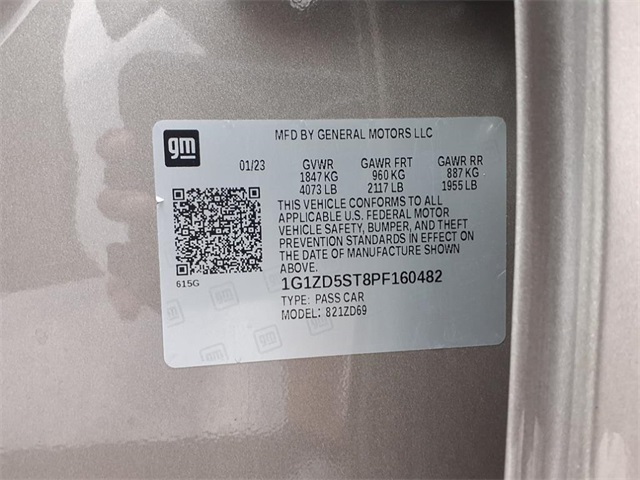 gm
MFD BY GENERAL MOTORS LLC
01/23 GVWR GAWR FRT GAWR RR
1847 KG 960 KG 887 KG
4073 LB 2117 LB 1955 LB
THIS VEHICLE CONFORMS TO ALL
APPLICABLE U.S. FEDERAL MOTOR
VEHICLE SAFETY, BUMPER, AND THEFT
PREVENTION STANDARDS IN EFFECT ON
THE DATE OF MANUFACTURE SHOWN
ABOVE.
615G
1G1ZD5ST8PF160482
TYPE: PASS CAR
MODEL: 821ZD69